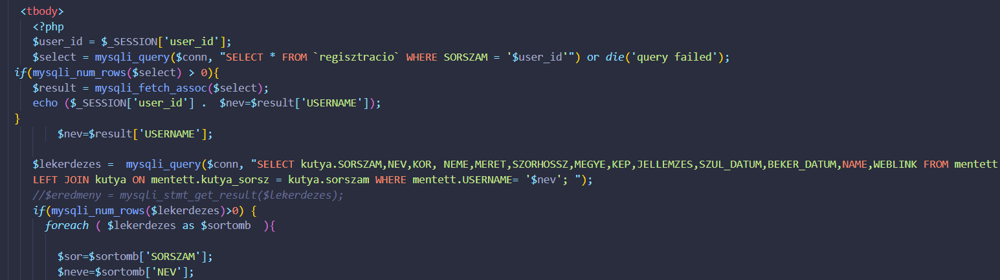 <tbody>
<?php
$user_id = $_SESSION['user_id'];
$select = mysqli_query($conn, "SELECT * FROM `regisztracio` WHERE SORSZAM = '$user_id'") or die('query failed');
if(mysqli_num_rows($select) > 0){
$result = mysqli_fetch_assoc($select);
echo ($_SESSION['user_id'] .  $nev=$result['USERNAME']);
}
$nev=$result['USERNAME'];
$lekerdezes =  mysqli_query($conn, "SELECT kutya.SORSZAM,NEV,KOR, NEME,MERET,SZORHOSSZ,MEGYE,KEP,JELLEMZES,SZUL_DATUM,BEKER_DATUM,NAME,WEBLINK FROM mentett
LEFT JOIN kutya ON mentett.kutya_sorsz = kutya.sorszam WHERE mentett.USERNAME= '$nev'; ");
//$eredmeny = mysqli_stmt_get_result($lekerdezes);
if(mysqli_num_rows($lekerdezes)>0) {
foreach ( $lekerdezes as $sortomb  ){
$sor=$sortomb['SORSZAM'];
$neve=$sortomb['NEV'];